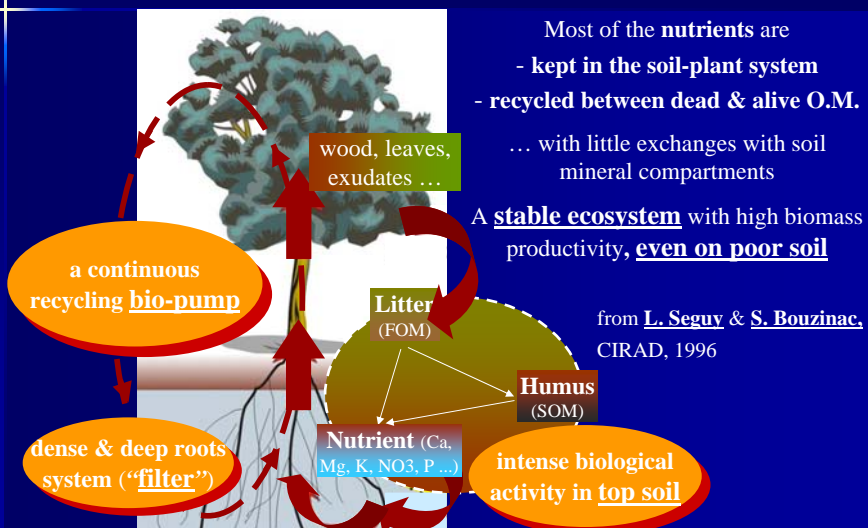 Most of the nutrients are
- kept in the soil-plant system
- recycled between dead & alive O.M.
… with little exchanges with soil
mineral compartments
A stable ecosystem with high biomass
productivity, even on poor soil
from L. Seguy & S. Bouzinac,
CIRAD, 1996
wood, leaves,
exudates …
a continuous
recycling bio-pump
Litter
(FOM)
Humus
(SOM)
Nutrient (Ca,
Mg, K, NO3, P ...)
dense & deep roots
system (“filter”)
intense biological
activity in top soil